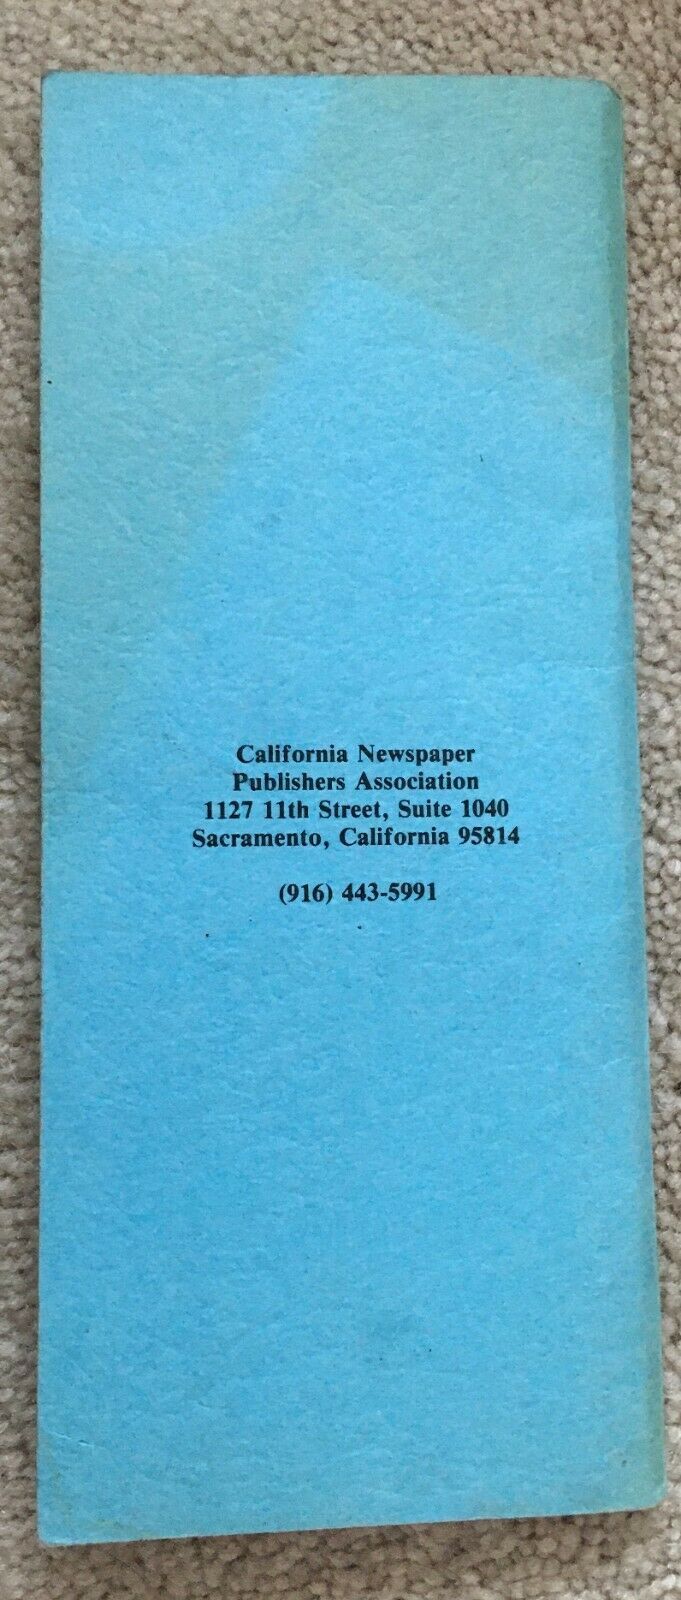 California Newspaper
Publishers Association
1127 11th Street, Suite 1040
Sacramento, California 95814
(916) 443-5991